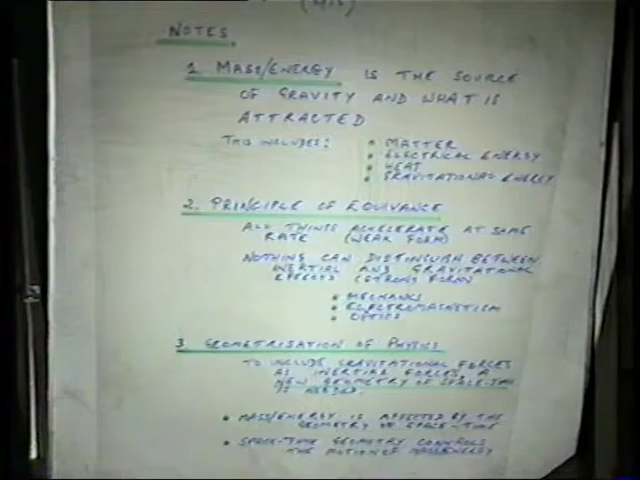 NOTES
1. MASS/ENERGY IS THE SOURCE
OF GRAVITY AND WHAT IS
ATTRACTED
THIS INCLUDES:
• MATTER
• ELECTRICAL ENERGY
• HEAT
• GRAVITATIONAL ENERGY
2. PRINCIPLE OF EQUIVANCE
ALL THINGS ACCELERATE AT SAME
RATE (WEAK FORM)
NOTHING CAN DISTINGUISH BETWEEN
INERTIAL AND GRAVITATIONAL
EFFECTS (STRONG FORM)
• MECHANICS
• ELECTROMAGNETISM
• OPTICS
3 GEOMETRISATION OF PHYSICS
TO INCLUDE GRAVITATIONAL FORCES
AS INERTIAL FORCES, A
NEW GEOMETRY OF SPACE-TIME
IS NEEDED.
• MASS/ENERGY IS AFFECTED BY THE
GEOMETRY OF SPACE-TIME
• SPACE-TIME GEOMETRY CONTROLS
THE MOTION OF MASS/ENERGY